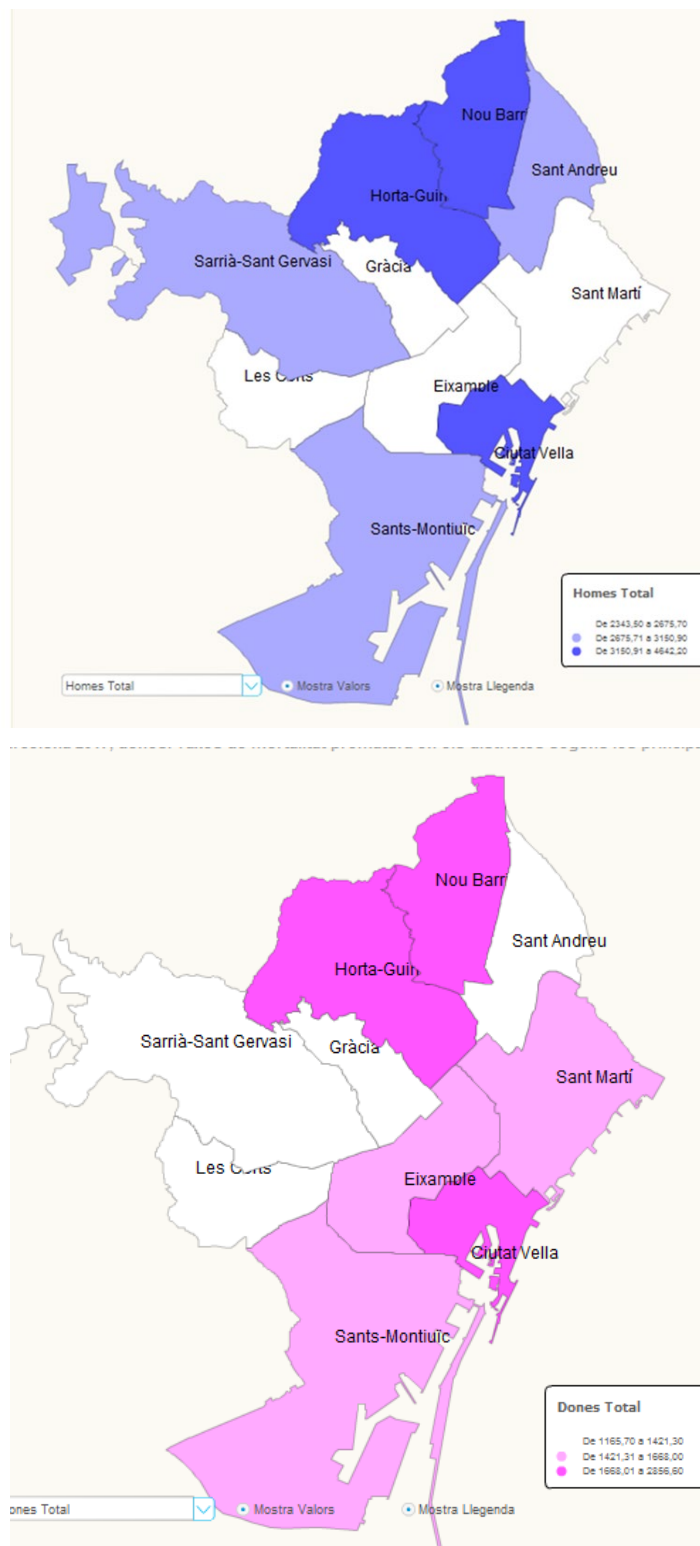 Nou Barr
Sant Andreu
Horta-Guin
Sarrià-Sant Gervasi
Gràcia
Sant Martí
Les Corts
Eixample
Ciutat Vella
Sants-Montjuïc
Homes Total
De 2343,50 a 2675,70
De 2675,71 a 3150,90
De 3150,91 a 4642,20
Homes Total
Mostra Valors
Mostra Llegenda
Nou Barr
Sant Andreu
Horta-Guin
Sarrià-Sant Gervasi
Gràcia
Sant Martí
Les Corts
Eixample
Ciutat Vella
Sants-Montjuïc
Dones Total
De 1165,70 a 1421,30
De 1421,31 a 1668,00
De 1668,01 a 2856,60
ones Total
Mostra Valors
Mostra Llegenda